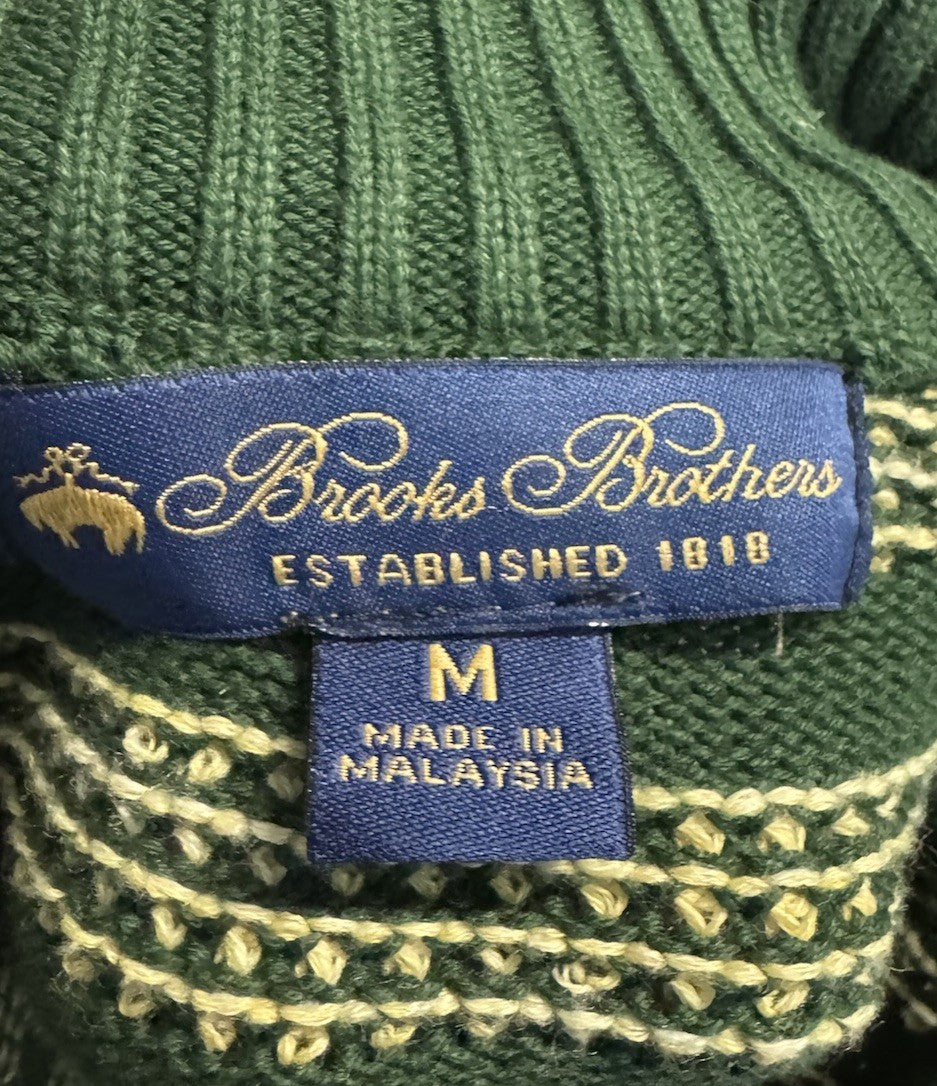 Brooks Brothers
ESTABLISHED 1818
M
MADE IN
MALAYSIA